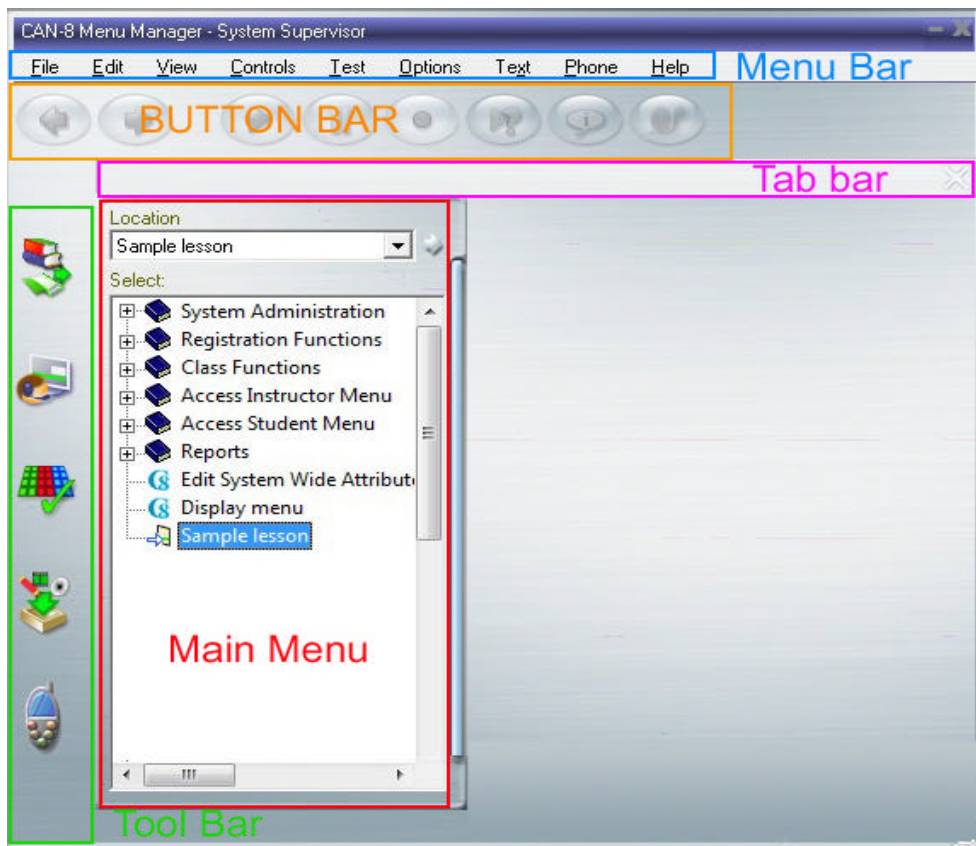 CAN-8 Menu Manager - System Supervisor
File Edit View Controls Test Options Text Phone Help Menu Bar
BUTTON BAR
Tab bar
Location
Sample lesson
Select:
System Administration
Registration Functions
Class Functions
Access Instructor Menu
Access Student Menu
Reports
Edit System Wide Attribut
Display menu
Sample lesson
Main Menu
Tool Bar